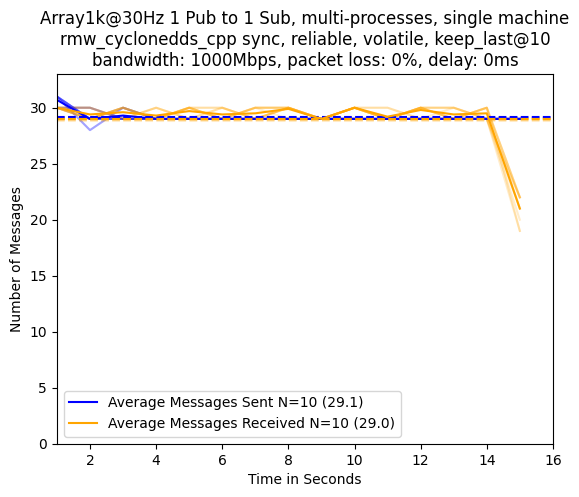 Array1k@30Hz 1 Pub to 1 Sub, multi-processes, single machine
rmw_cyclonedds_cpp sync, reliable, volatile, keep_last@10
bandwidth: 1000Mbps, packet loss: 0%, delay: 0ms
Number of Messages
30
25
20
15
10
5
0
Average Messages Sent N=10 (29.1)
Average Messages Received N=10 (29.0)
2 4 6 8 10 12 14 16
Time in Seconds